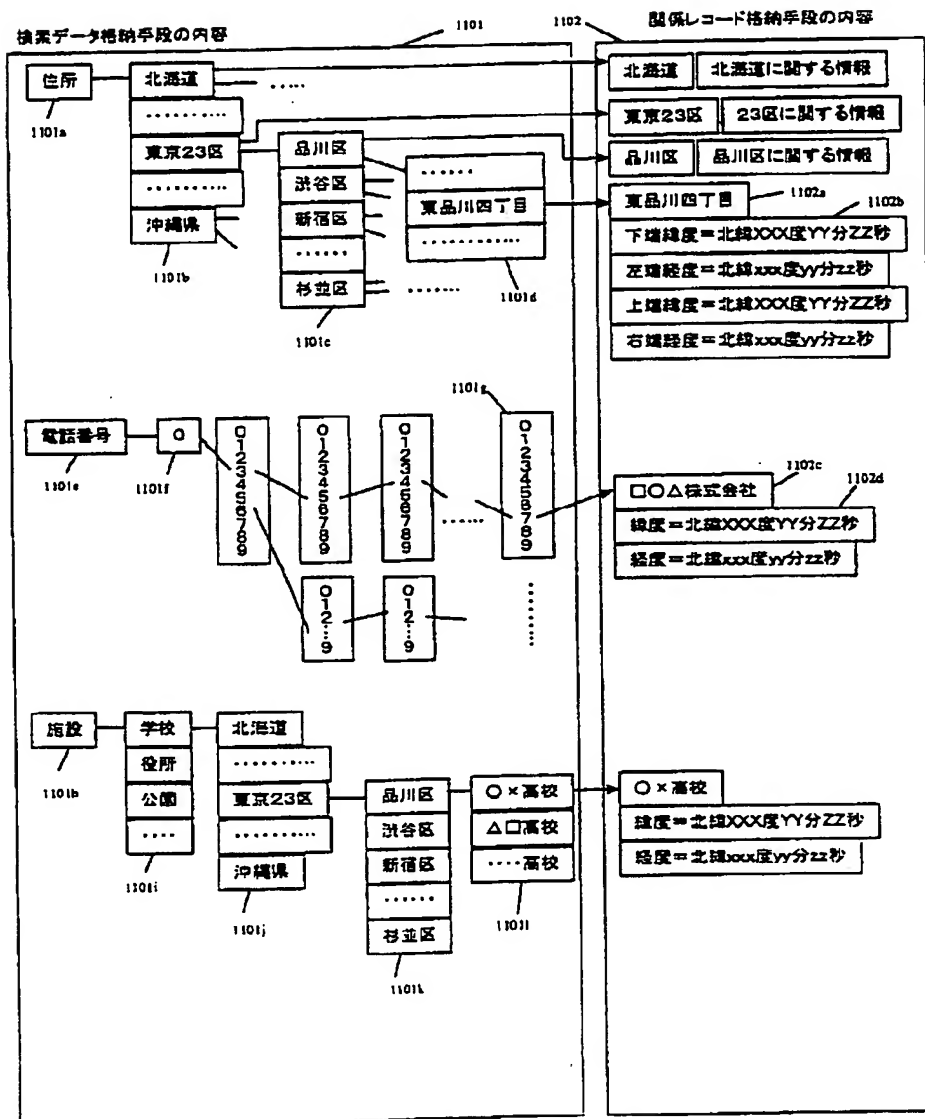 検索データ格納手段の内容
1101
1102
関係レコード格納手段の内容
住所
1101a
北海道
‥‥‥‥‥
東京23区
‥‥‥‥‥
沖縄県
1101b
‥‥‥
品川区
渋谷区
新宿区
‥‥‥
杉並区
1101c
‥‥‥
東品川四丁目
‥‥‥‥‥
1101d
‥‥‥‥
北海道
北海道に関する情報
東京23区
23区に関する情報
品川区
品川区に関する情報
東品川四丁目
1102a
1102b
下端緯度=北緯XXX度YY分ZZ秒
左端経度=北緯xxx度yy分zz秒
上端緯度=北緯XXX度YY分ZZ秒
右端経度=北緯xxx度yy分zz秒
電話番号
1101e
0
1101f
0123456789
0123456789
0123456789
‥‥‥
0123456789
1101g
012…9
012…9
‥‥‥‥
□○△株式会社
1102c
1102d
緯度=北緯XXX度YY分ZZ秒
経度=北緯xxx度yy分zz秒
施設
1101h
学校
役所
公園
‥‥
1101i
北海道
‥‥‥‥‥
東京23区
‥‥‥‥‥
沖縄県
1101j
品川区
渋谷区
新宿区
‥‥‥
杉並区
1101k
○×高校
△□高校
‥‥高校
1101l
○×高校
緯度=北緯XXX度YY分ZZ秒
経度=北緯xxx度yy分zz秒